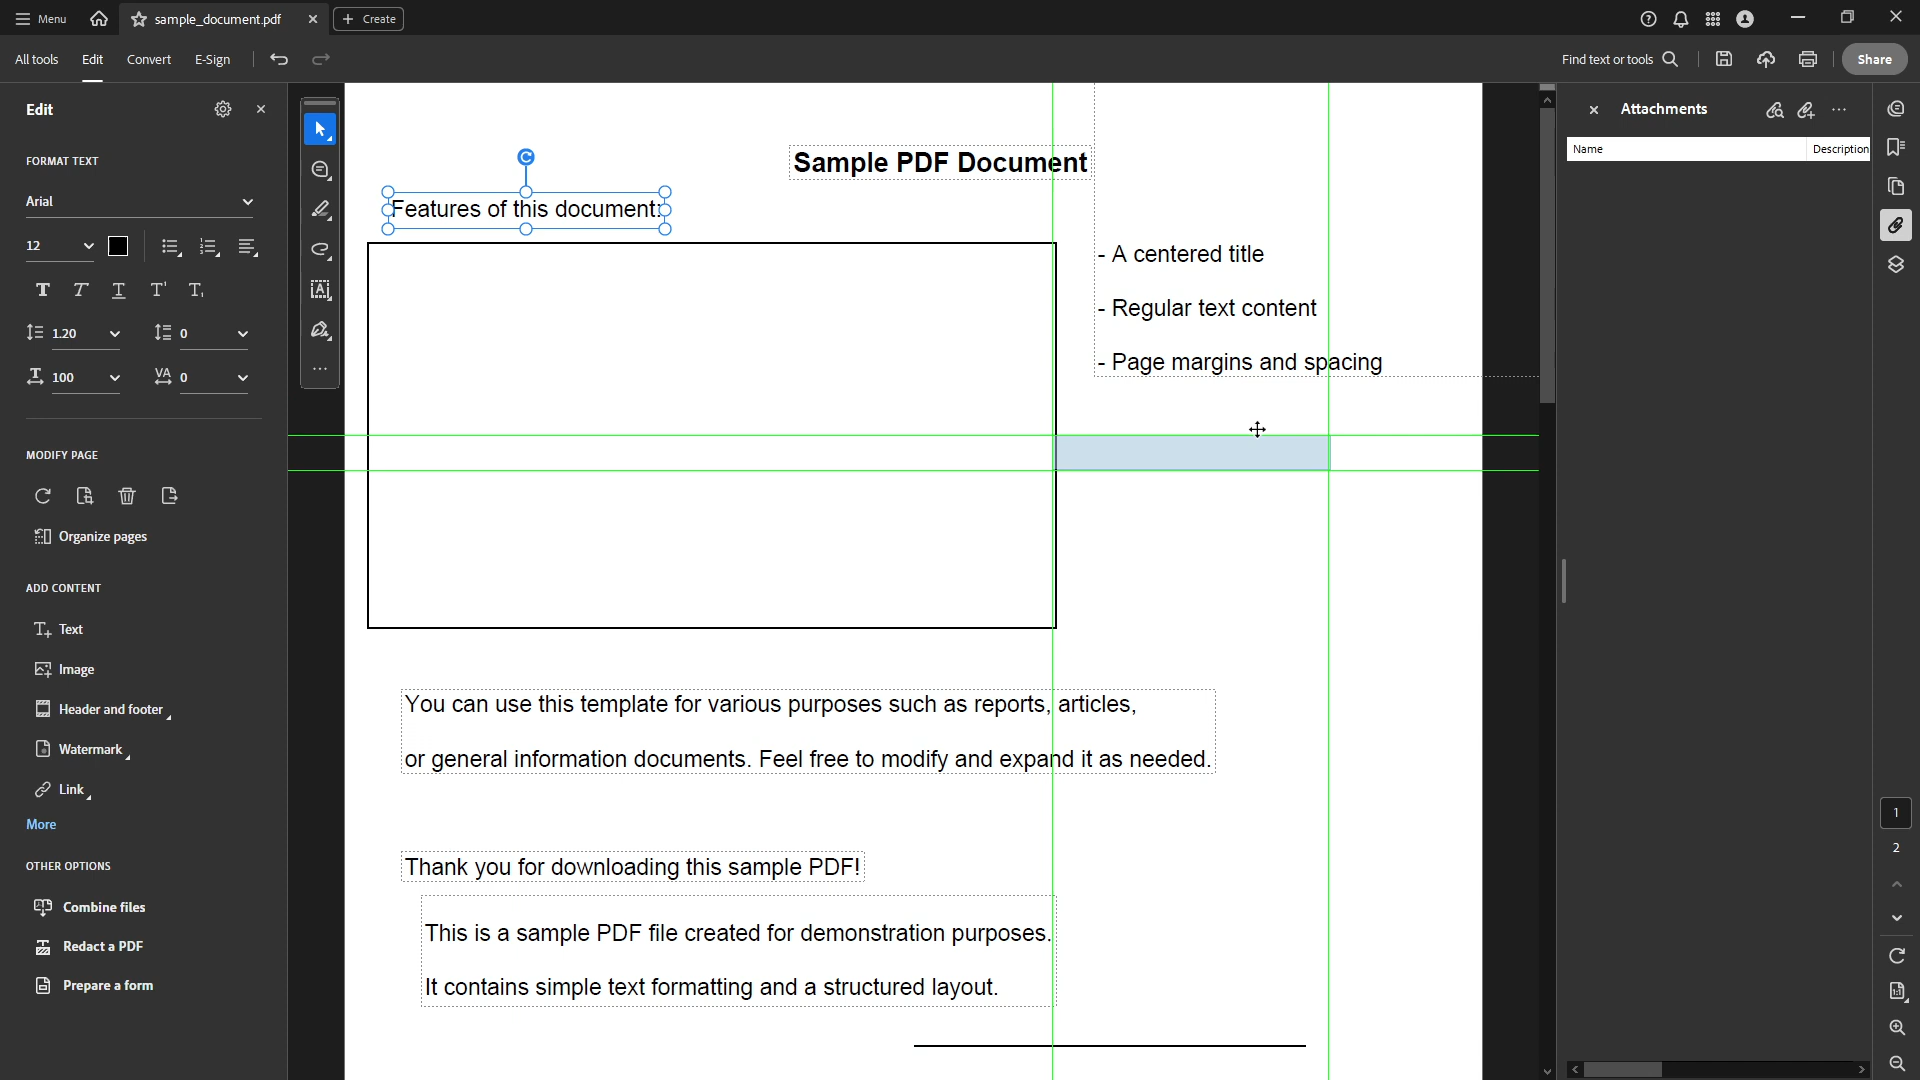 Menu
sample_document.pdf
Create
All tools
Edit
Convert
E-Sign
Find text or tools
Share
Edit
FORMAT TEXT
Arial
12
1.20
0
100
0
MODIFY PAGE
Organize pages
ADD CONTENT
Text
Image
Header and footer
Watermark
Link
More
OTHER OPTIONS
Combine files
Redact a PDF
Prepare a form
Sample PDF Document
Features of this document:
- A centered title
- Regular text content
- Page margins and spacing
You can use this template for various purposes such as reports, articles,
or general information documents. Feel free to modify and expand it as needed.
Thank you for downloading this sample PDF!
This is a sample PDF file created for demonstration purposes.
It contains simple text formatting and a structured layout.
Attachments
Name
Description
1
2